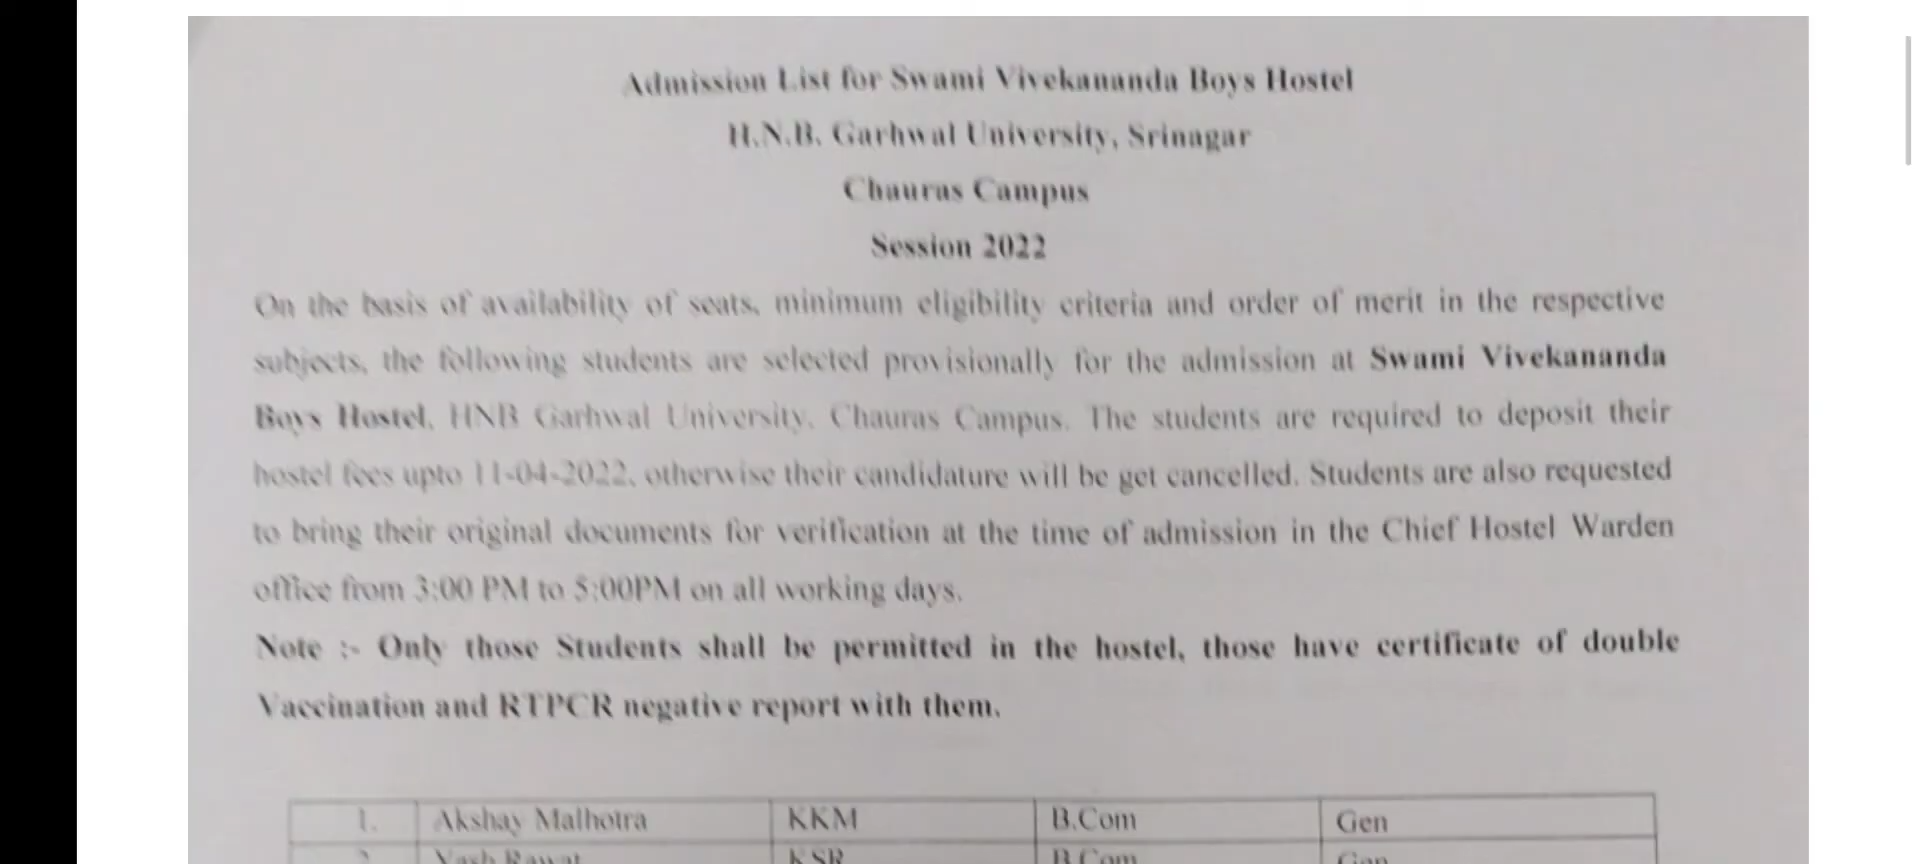 Admission List for Swami Vivekananda Boys Hostel
H.N.B. Garhwal University, Srinagar
Chauras Campus
Session 2022
On the basis of availability of seats, minimum eligibility criteria and order of merit in the respective
subjects, the following students are selected provisionally for the admission at Swami Vivekananda
Boys Hostel, HNB Garhwal University, Chauras Campus. The students are required to deposit their
hostel fees upto 11-04-2022, otherwise their candidature will be get cancelled. Students are also requested
to bring their original documents for verification at the time of admission in the Chief Hostel Warden
office from 3:00 PM to 5:00PM on all working days.
Note :- Only those Students shall be permitted in the hostel, those have certificate of double
Vaccination and RTPCR negative report with them.
1. Akshay Malhotra KKM B.Com Gen
2. Yash Rawat KSR B.Com Gen